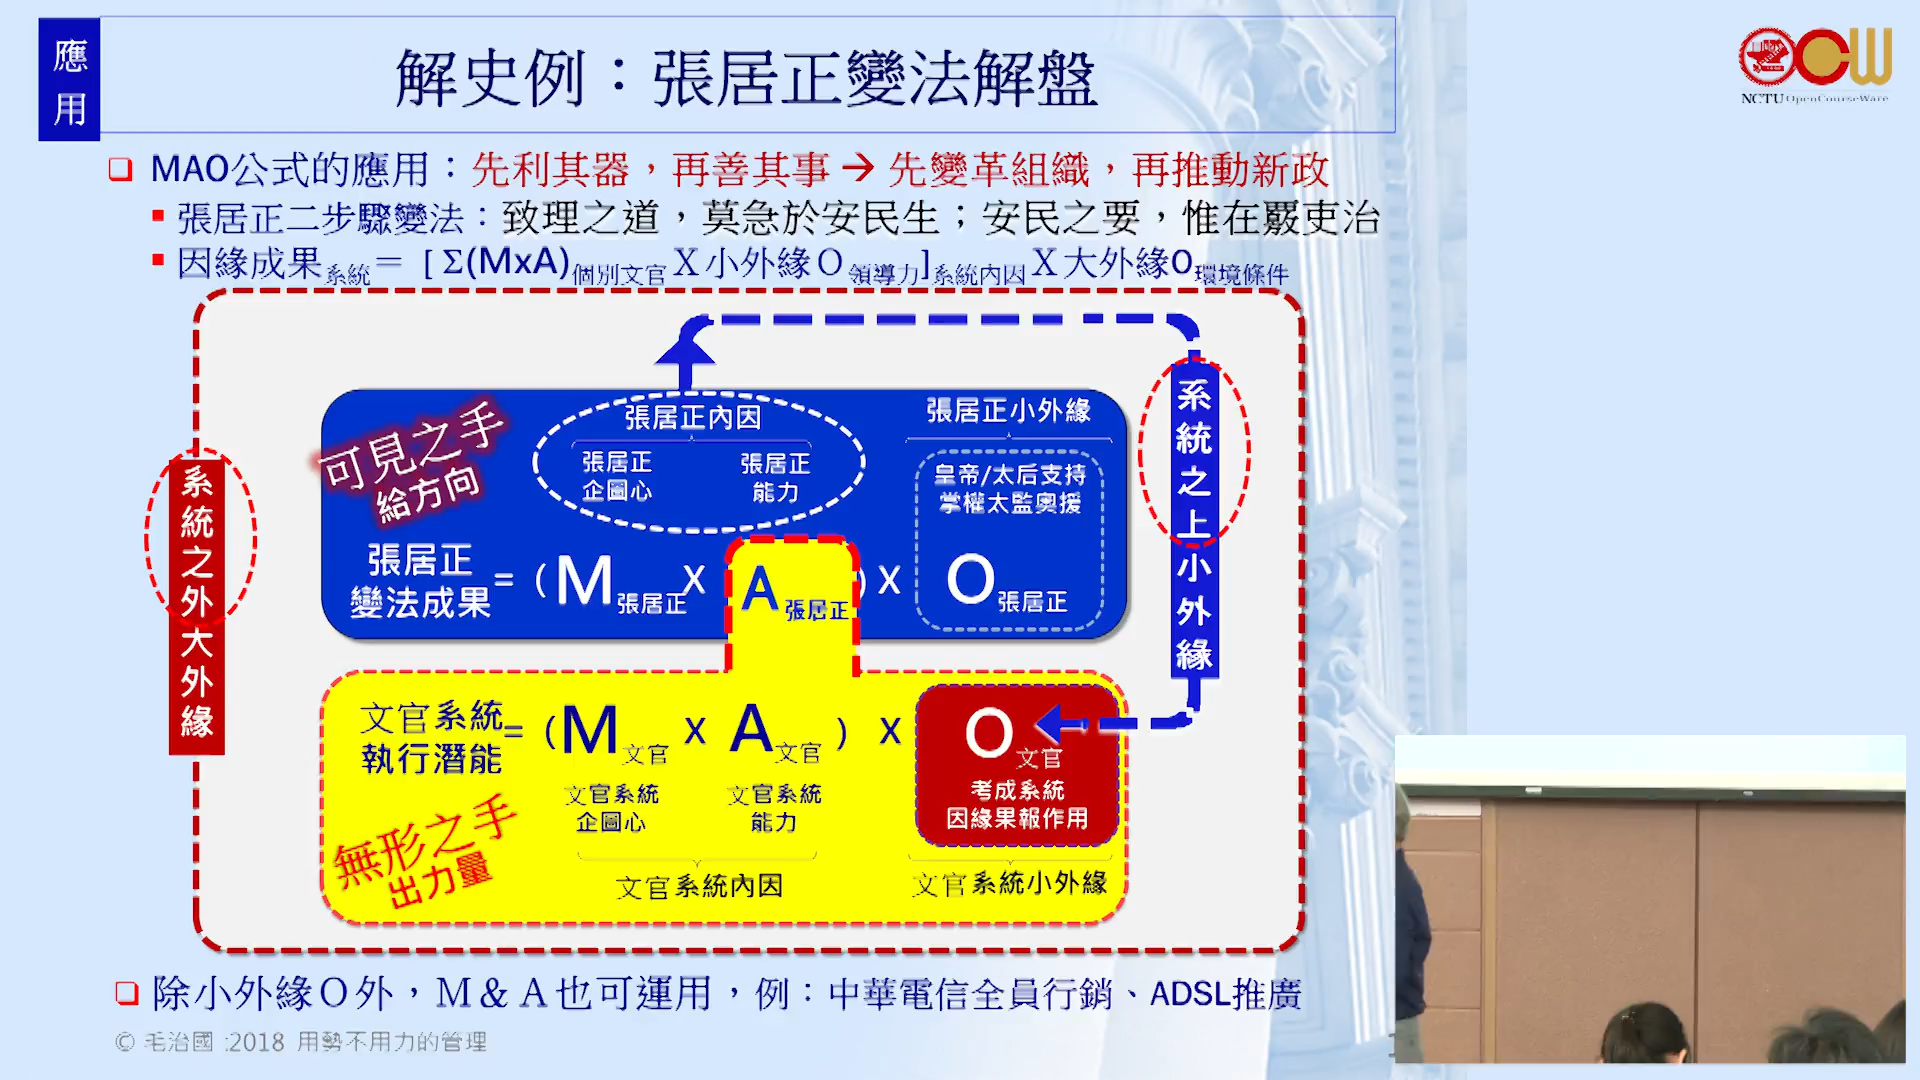 應用
解史例：張居正變法解盤
NCTU OpenCourseWare
MAO公式的應用：先利其器，再善其事→先變革組織，再推動新政
張居正二步驟變法：致理之道，莫急於安民生；安民之要，惟在嚴吏治
因緣成果系統＝［Σ(MxA)個別文官Ｘ小外緣Ｏ領導力]系統內因Ｘ大外緣O環境條件
可見之手
給方向
張居正內因
張居正
企圖心
張居正
能力
張居正小外緣
皇帝/太后支持
掌權太監奧援
張居正
變法成果
= (M張居正X A張居正) X O張居正
系統之上小外緣
系統之外大外緣
文官系統
執行潛能
= (M文官 X A文官 ) X O文官
考成系統
因緣果報作用
文官系統
企圖心
文官系統
能力
無形之手
出力量
文官系統內因
文官系統小外緣
除小外緣Ｏ外，Ｍ＆Ａ也可運用，例：中華電信全員行銷、ADSL推廣
© 毛治國 :2018 用勢不用力的管理